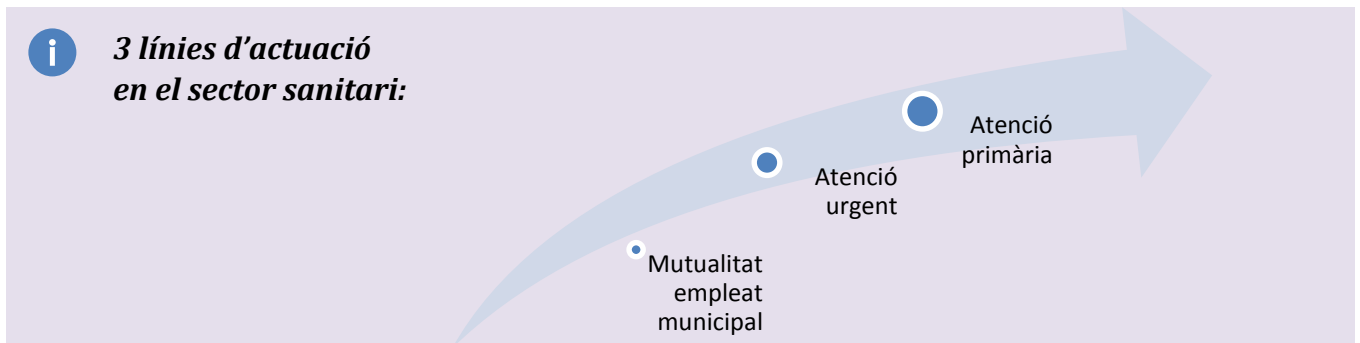 i
3 línies d’actuació
en el sector sanitari:
Atenció
primària
Atenció
urgent
Mutualitat
empleat
municipal